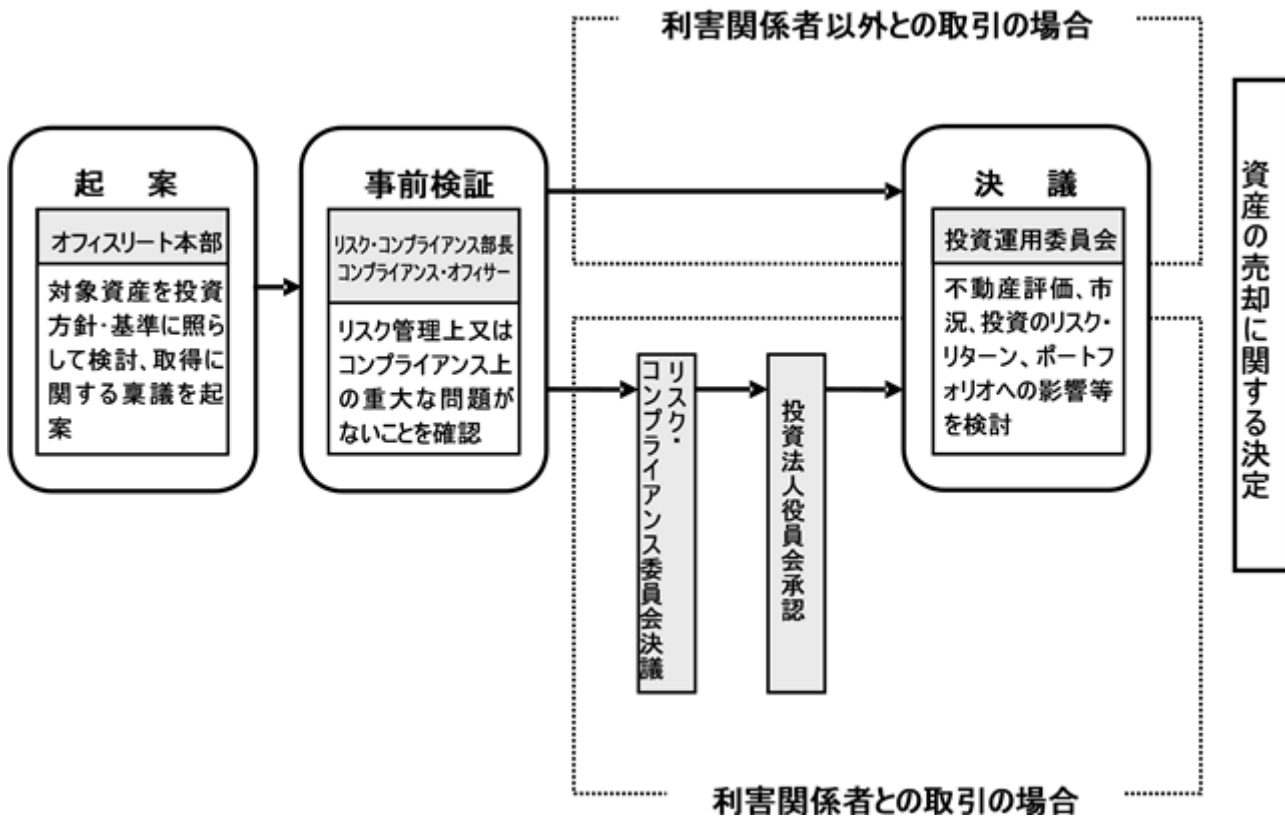 利害関係者以外との取引の場合
起 案
オフィスリート本部
対象資産を投資
方針・基準に照ら
して検討、取得に
関する稟議を起
案
事前検証
リスク・コンプライアンス部長
コンプライアンス・オフィサー
リスク管理上又は
コンプライアンス上
の重大な問題が
ないことを確認
リスク・
コンプライアンス委員会決議
投資法人役員会承認
決 議
投資運用委員会
不動産評価、市
況、投資のリスク・
リターン、ポートフ
ォリオへの影響等
を検討
資産の売却に関する決定
利害関係者との取引の場合